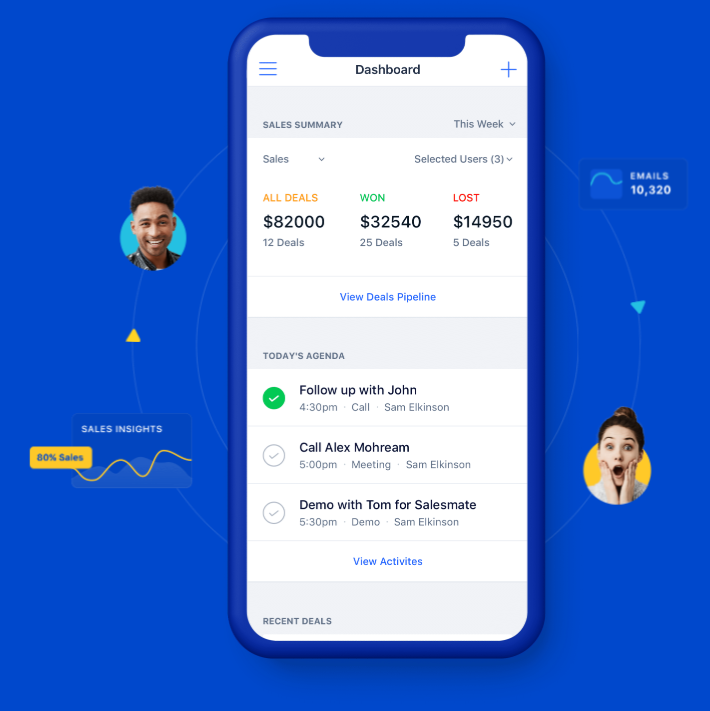 Dashboard
SALES SUMMARY
This Week
Sales
Selected Users (3)
ALL DEALS
WON
LOST
$82000
$32540
$14950
12 Deals
25 Deals
5 Deals
View Deals Pipeline
TODAY'S AGENDA
Follow up with John
4:30pm · Call · Sam Elkinson
Call Alex Mohream
5:00pm · Meeting · Sam Elkinson
Demo with Tom for Salesmate
5:30pm · Demo · Sam Elkinson
View Activites
RECENT DEALS
EMAILS
10,320
SALES INSIGHTS
80% Sales